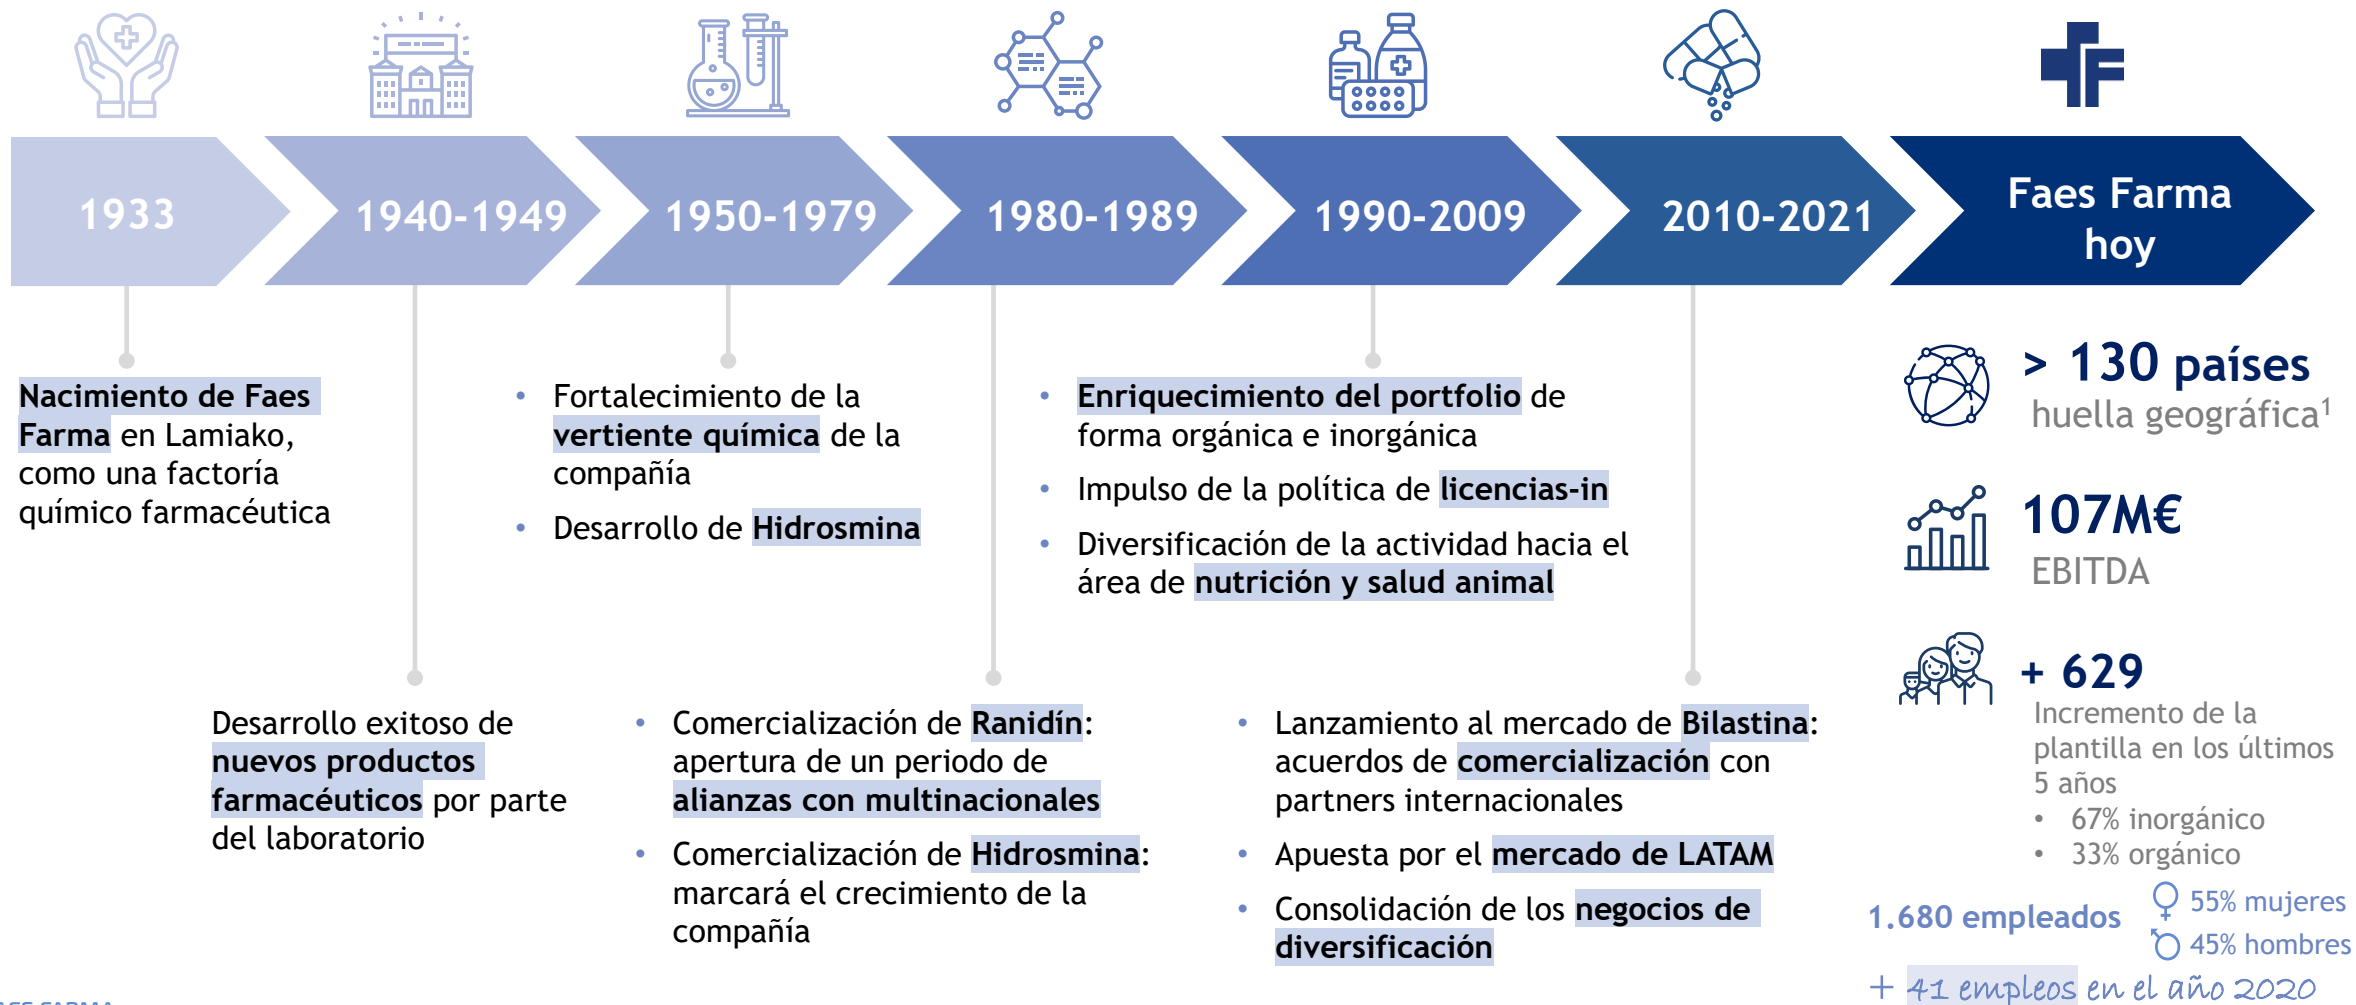 1933
1940-1949
1950-1979
1980-1989
1990-2009
2010-2021
Faes Farma
hoy
Nacimiento de Faes
Farma en Lamiako,
como una factoría
químico farmacéutica
Desarrollo exitoso de
nuevos productos
farmacéuticos por parte
del laboratorio
• Fortalecimiento de la
vertiente química de la
compañía
• Desarrollo de Hidrosmina
• Comercialización de Ranidín:
apertura de un periodo de
alianzas con multinacionales
• Comercialización de Hidrosmina:
marcará el crecimiento de la
compañía
• Enriquecimiento del portfolio de
forma orgánica e inorgánica
• Impulso de la política de licencias-in
• Diversificación de la actividad hacia el
área de nutrición y salud animal
• Lanzamiento al mercado de Bilastina:
acuerdos de comercialización con
partners internacionales
• Apuesta por el mercado de LATAM
• Consolidación de los negocios de
diversificación
> 130 países
huella geográfica¹
107M€
EBITDA
+ 629
Incremento de la
plantilla en los últimos
5 años
• 67% inorgánico
• 33% orgánico
1.680 empleados
55% mujeres
45% hombres
+ 41 empleos en el año 2020